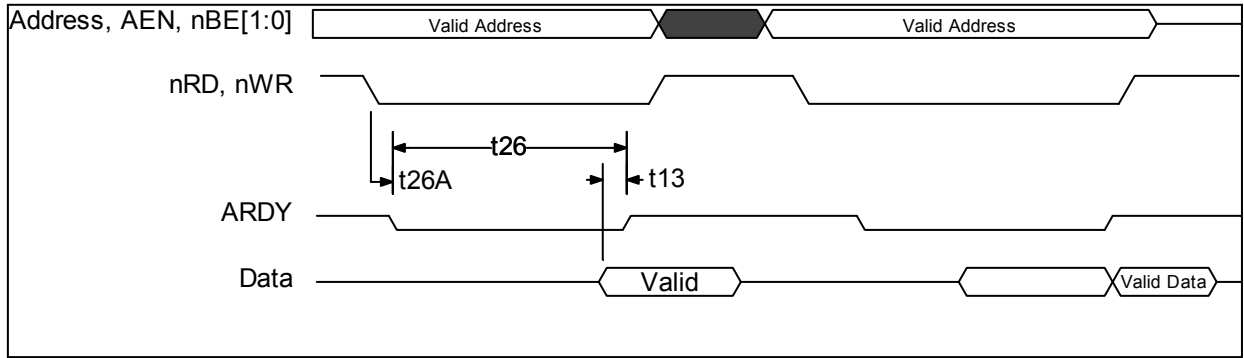 Address, AEN, nBE[1:0]
Valid Address
Valid Address
nRD, nWR
t26
t26A
t13
ARDY
Data
Valid
Valid Data